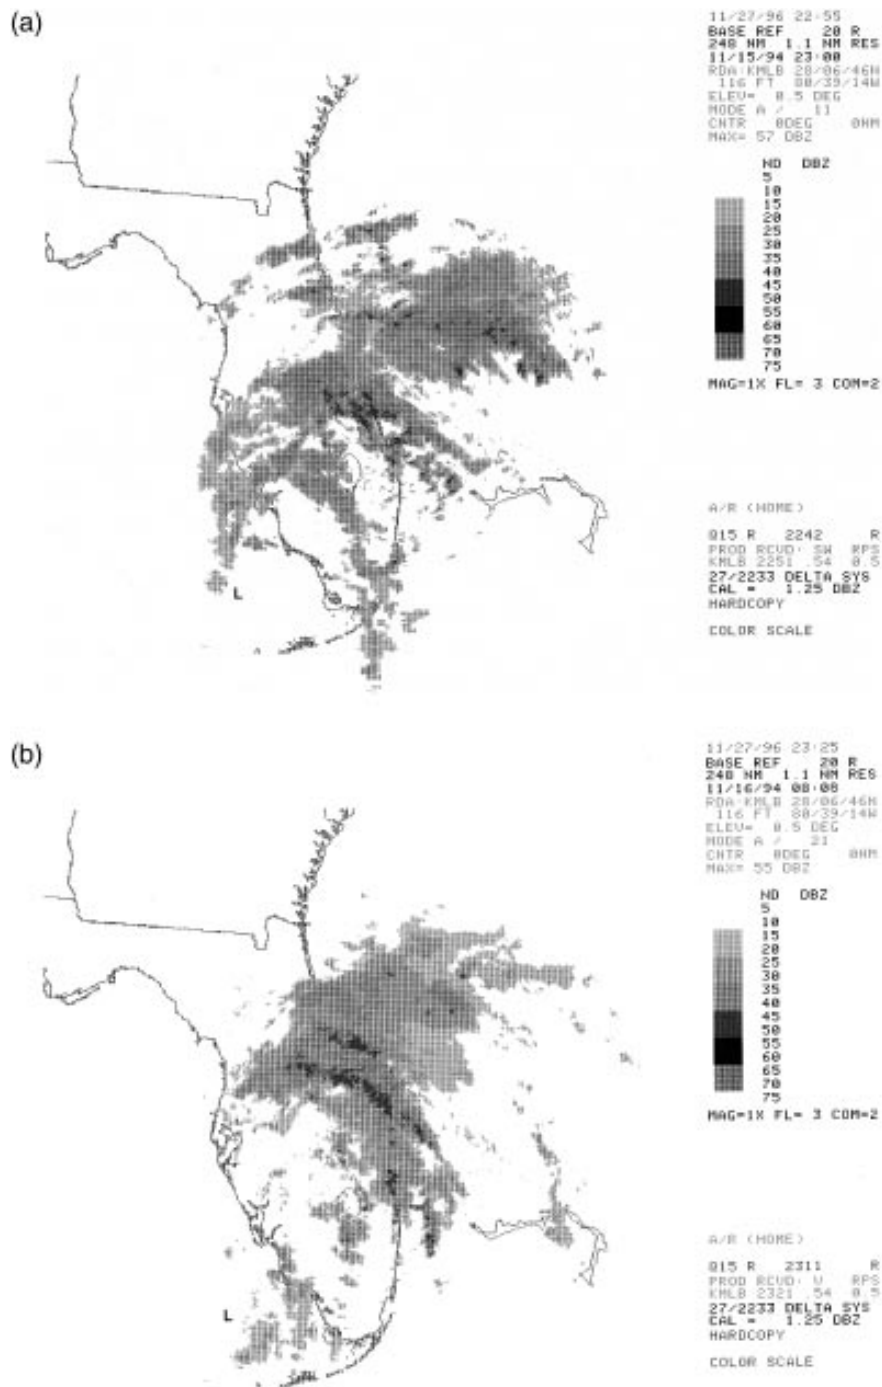 (a)
11/27/96 22:55
BASE REF 20 R
248 NM 1.1 NM RES
11/15/94 23:00
RDA:KMLB 28/06/46N
116 FT 80/39/14W
ELEV= 0.5 DEG
MODE A / 11
CNTR 0DEG 0NM
MAX= 57 DBZ
ND DBZ
5
10
15
20
25
30
35
40
45
50
55
60
65
70
75
MAG=1X FL= 3 COM=2
A/R (HOME)
Q15 R 2242 R
PROD RCVD: SW RPS
KMLB 2251 .54 0.5
27/2233 DELTA SYS
CAL = 1.25 DBZ
HARDCOPY
COLOR SCALE
L
(b)
11/27/96 23:25
BASE REF 20 R
248 NM 1.1 NM RES
11/16/94 08:08
RDA:KMLB 28/06/46N
116 FT 80/39/14W
ELEV= 0.5 DEG
MODE A / 21
CNTR 0DEG 0NM
MAX= 55 DBZ
ND DBZ
5
10
15
20
25
30
35
40
45
50
55
60
65
70
75
MAG=1X FL= 3 COM=2
A/R (HOME)
Q15 R 2311 R
PROD RCVD: V RPS
KMLB 2321 .54 0.5
27/2233 DELTA SYS
CAL = 1.25 DBZ
HARDCOPY
COLOR SCALE
L